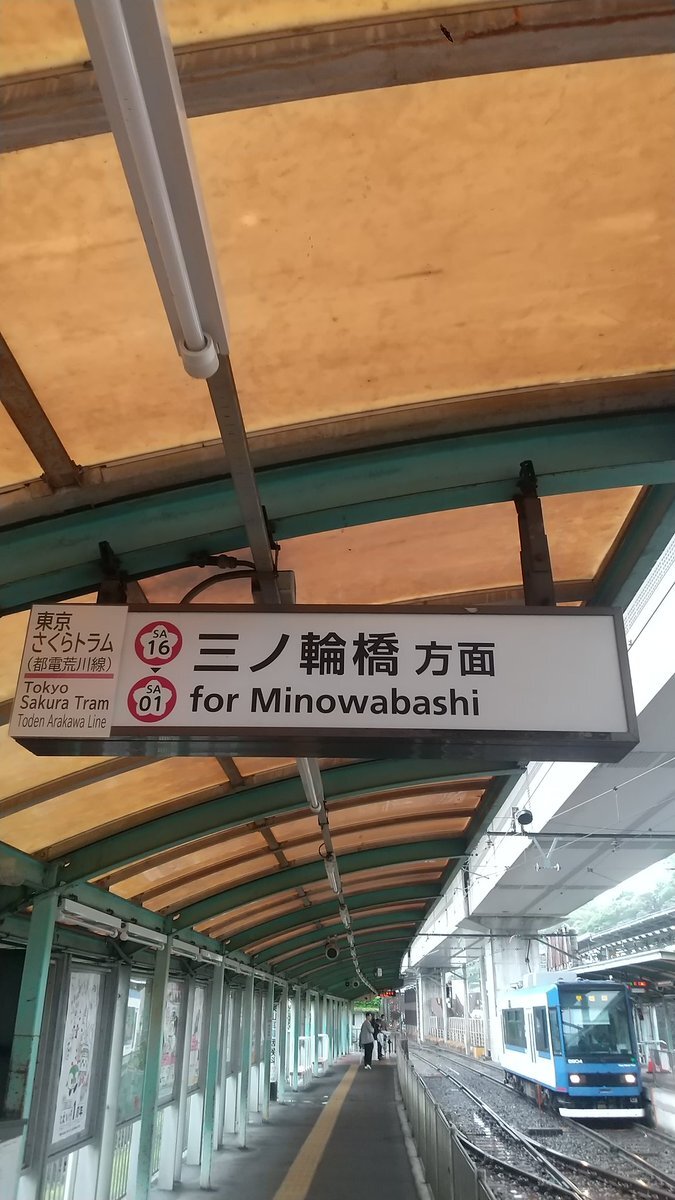 東京
さくらトラム
(都電荒川線)
Tokyo
Sakura Tram
Toden Arakawa Line
SA
16
SA
01
三ノ輪橋 方面
for Minowabashi